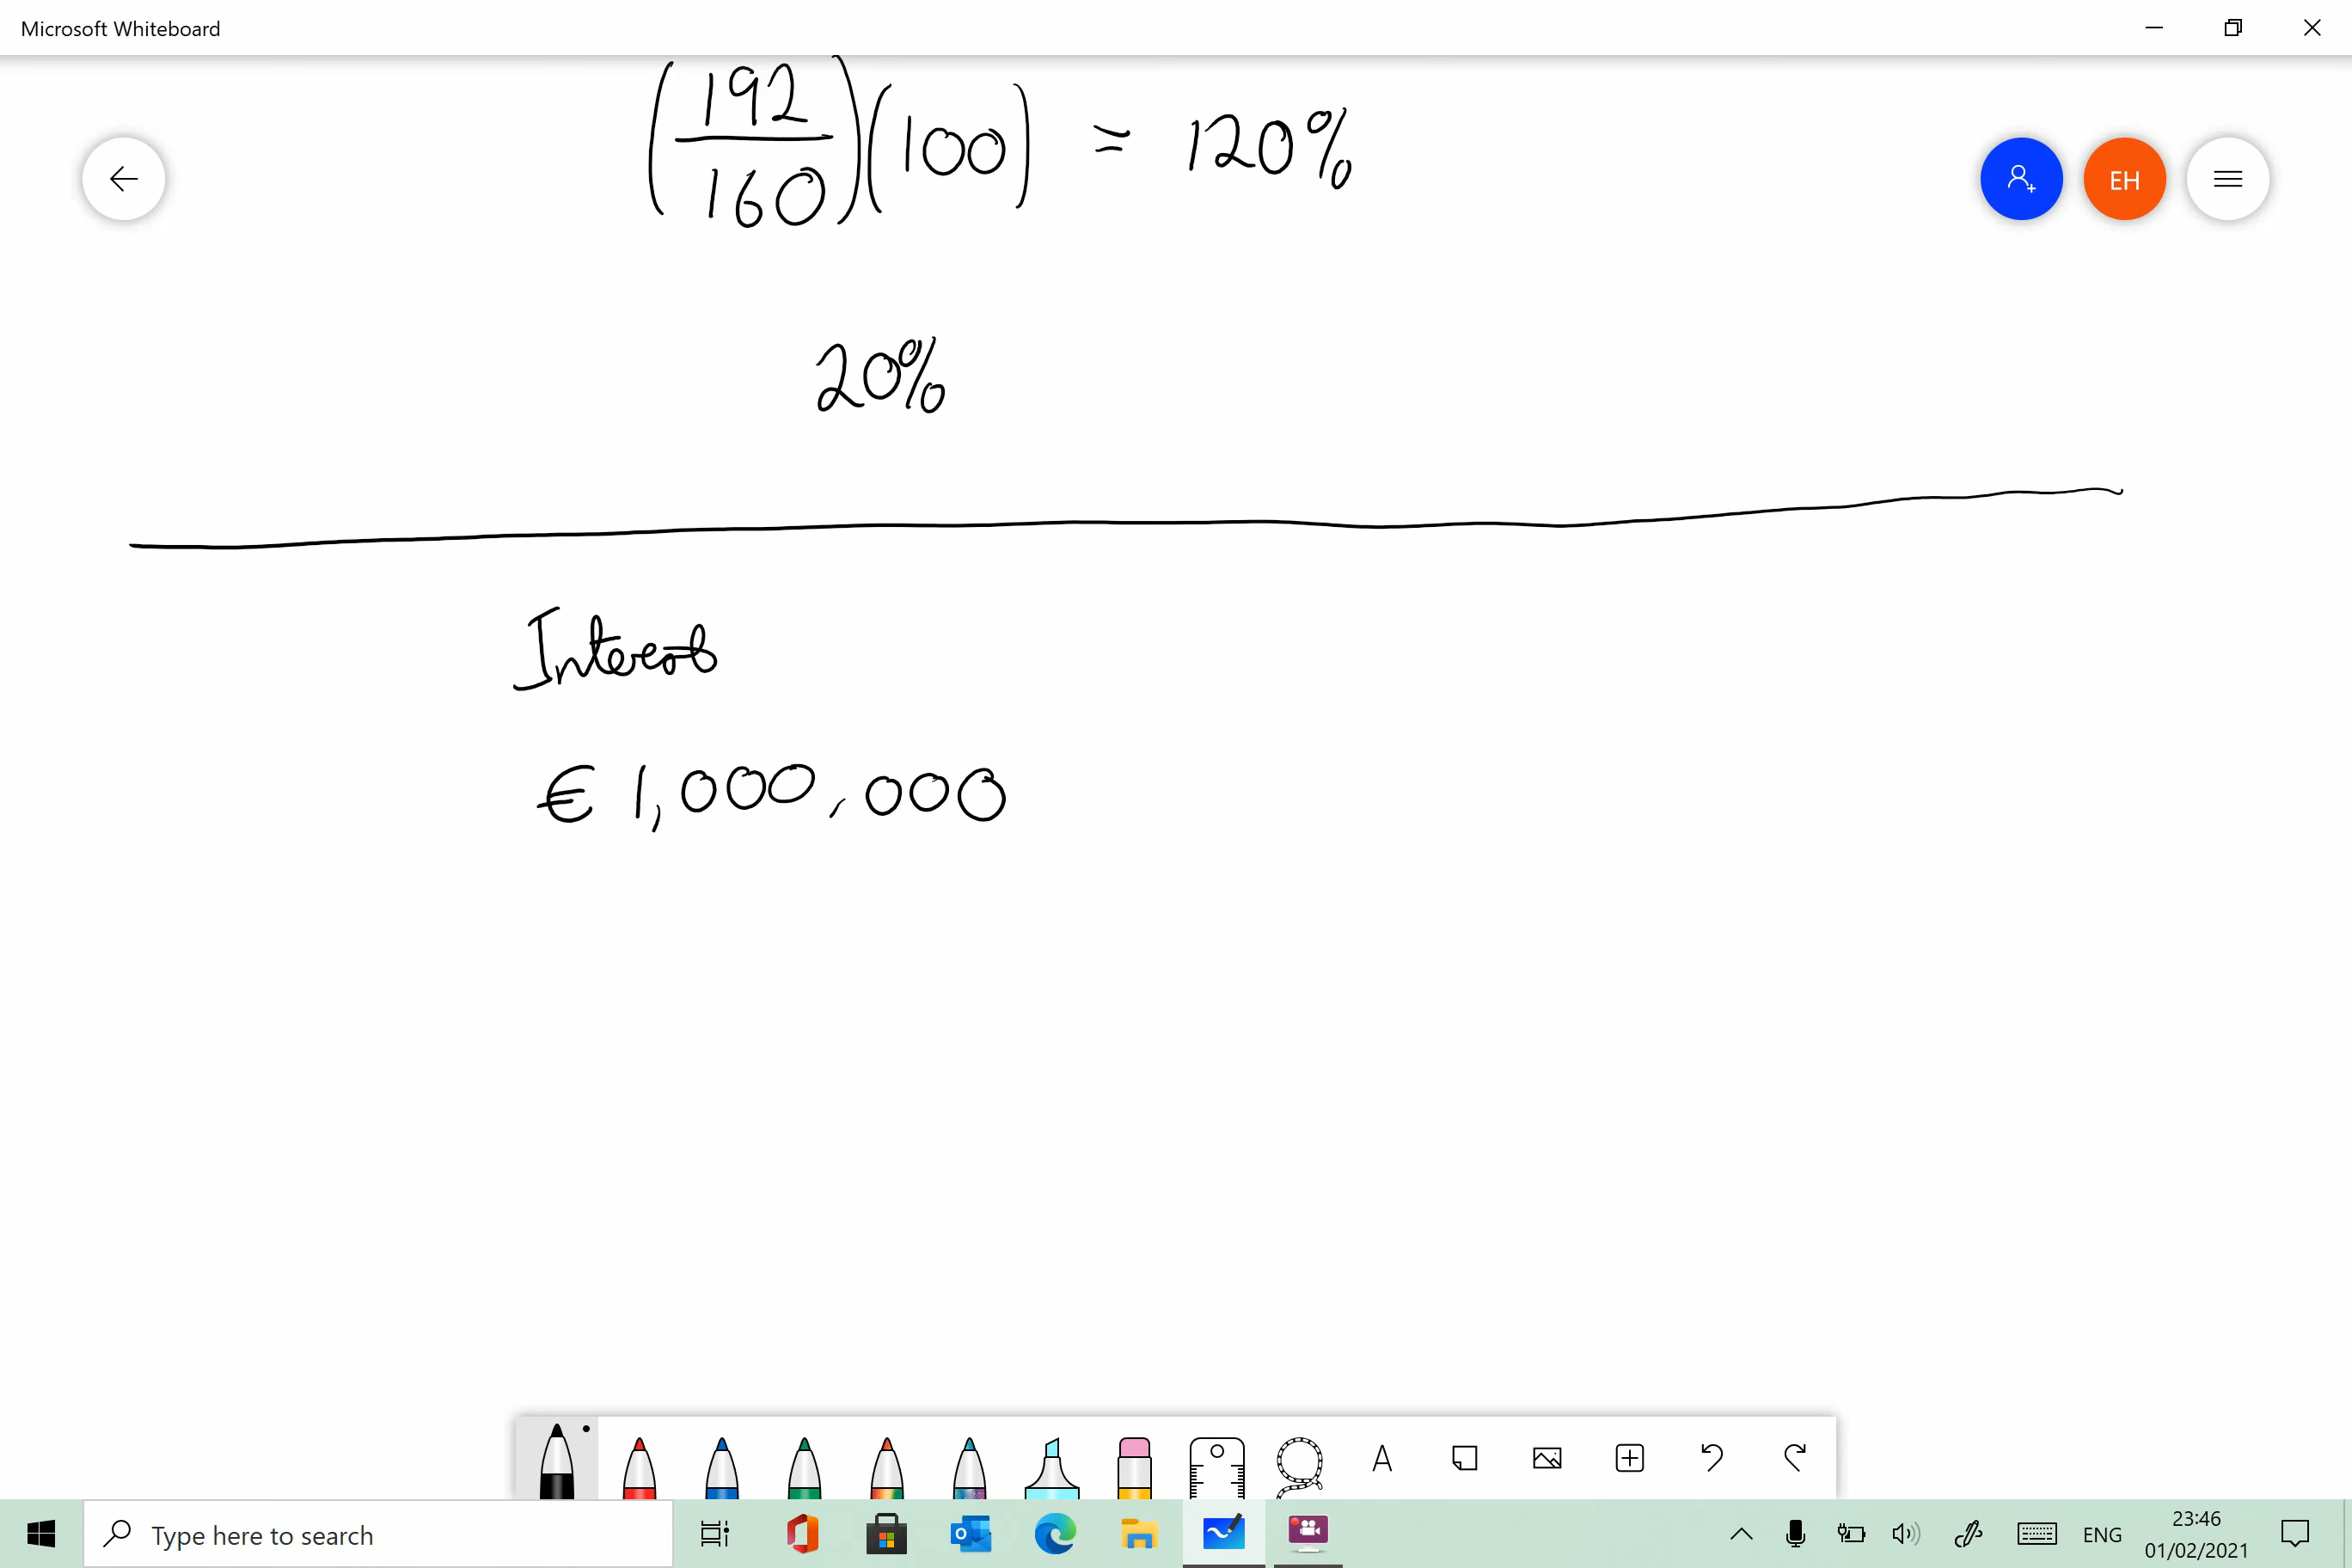 Microsoft Whiteboard
(192/160)(100) = 120%
EH
20%
Interest
€ 1,000,000
A
Type here to search
ENG
23:46
01/02/2021